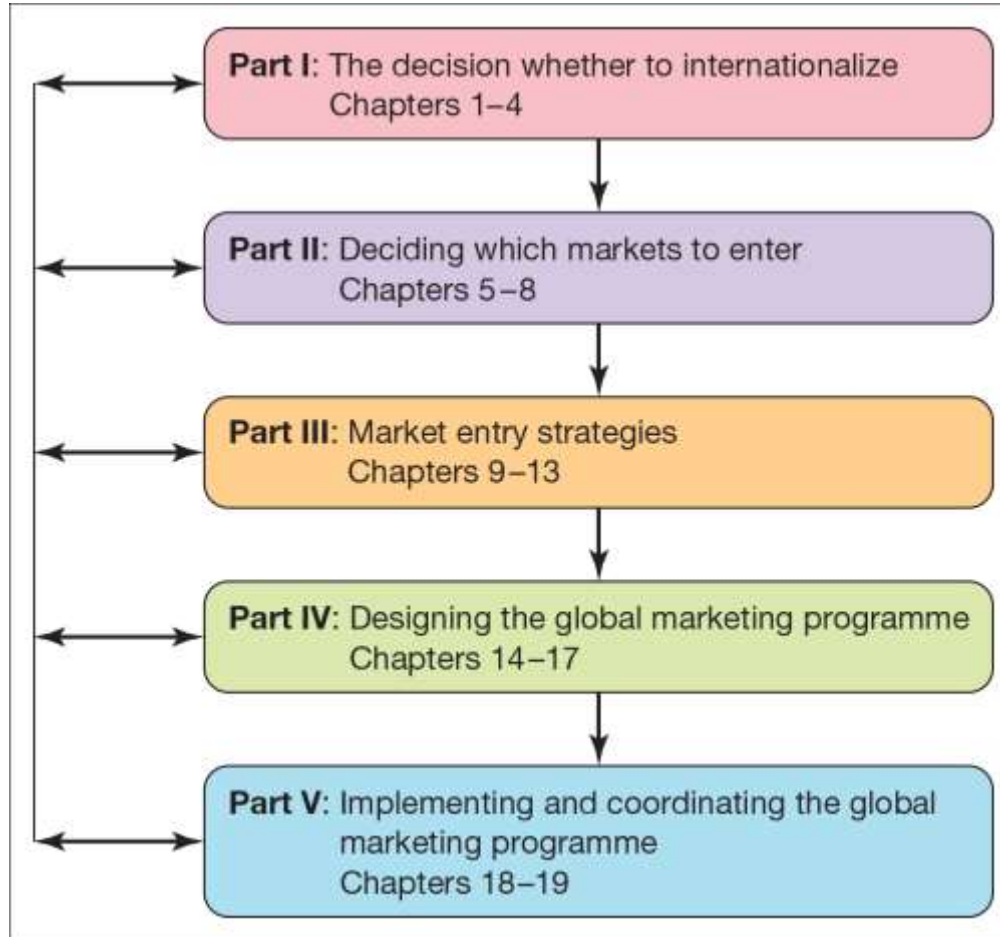 Part I: The decision whether to internationalize
Chapters 1–4
Part II: Deciding which markets to enter
Chapters 5–8
Part III: Market entry strategies
Chapters 9–13
Part IV: Designing the global marketing programme
Chapters 14–17
Part V: Implementing and coordinating the global
marketing programme
Chapters 18–19